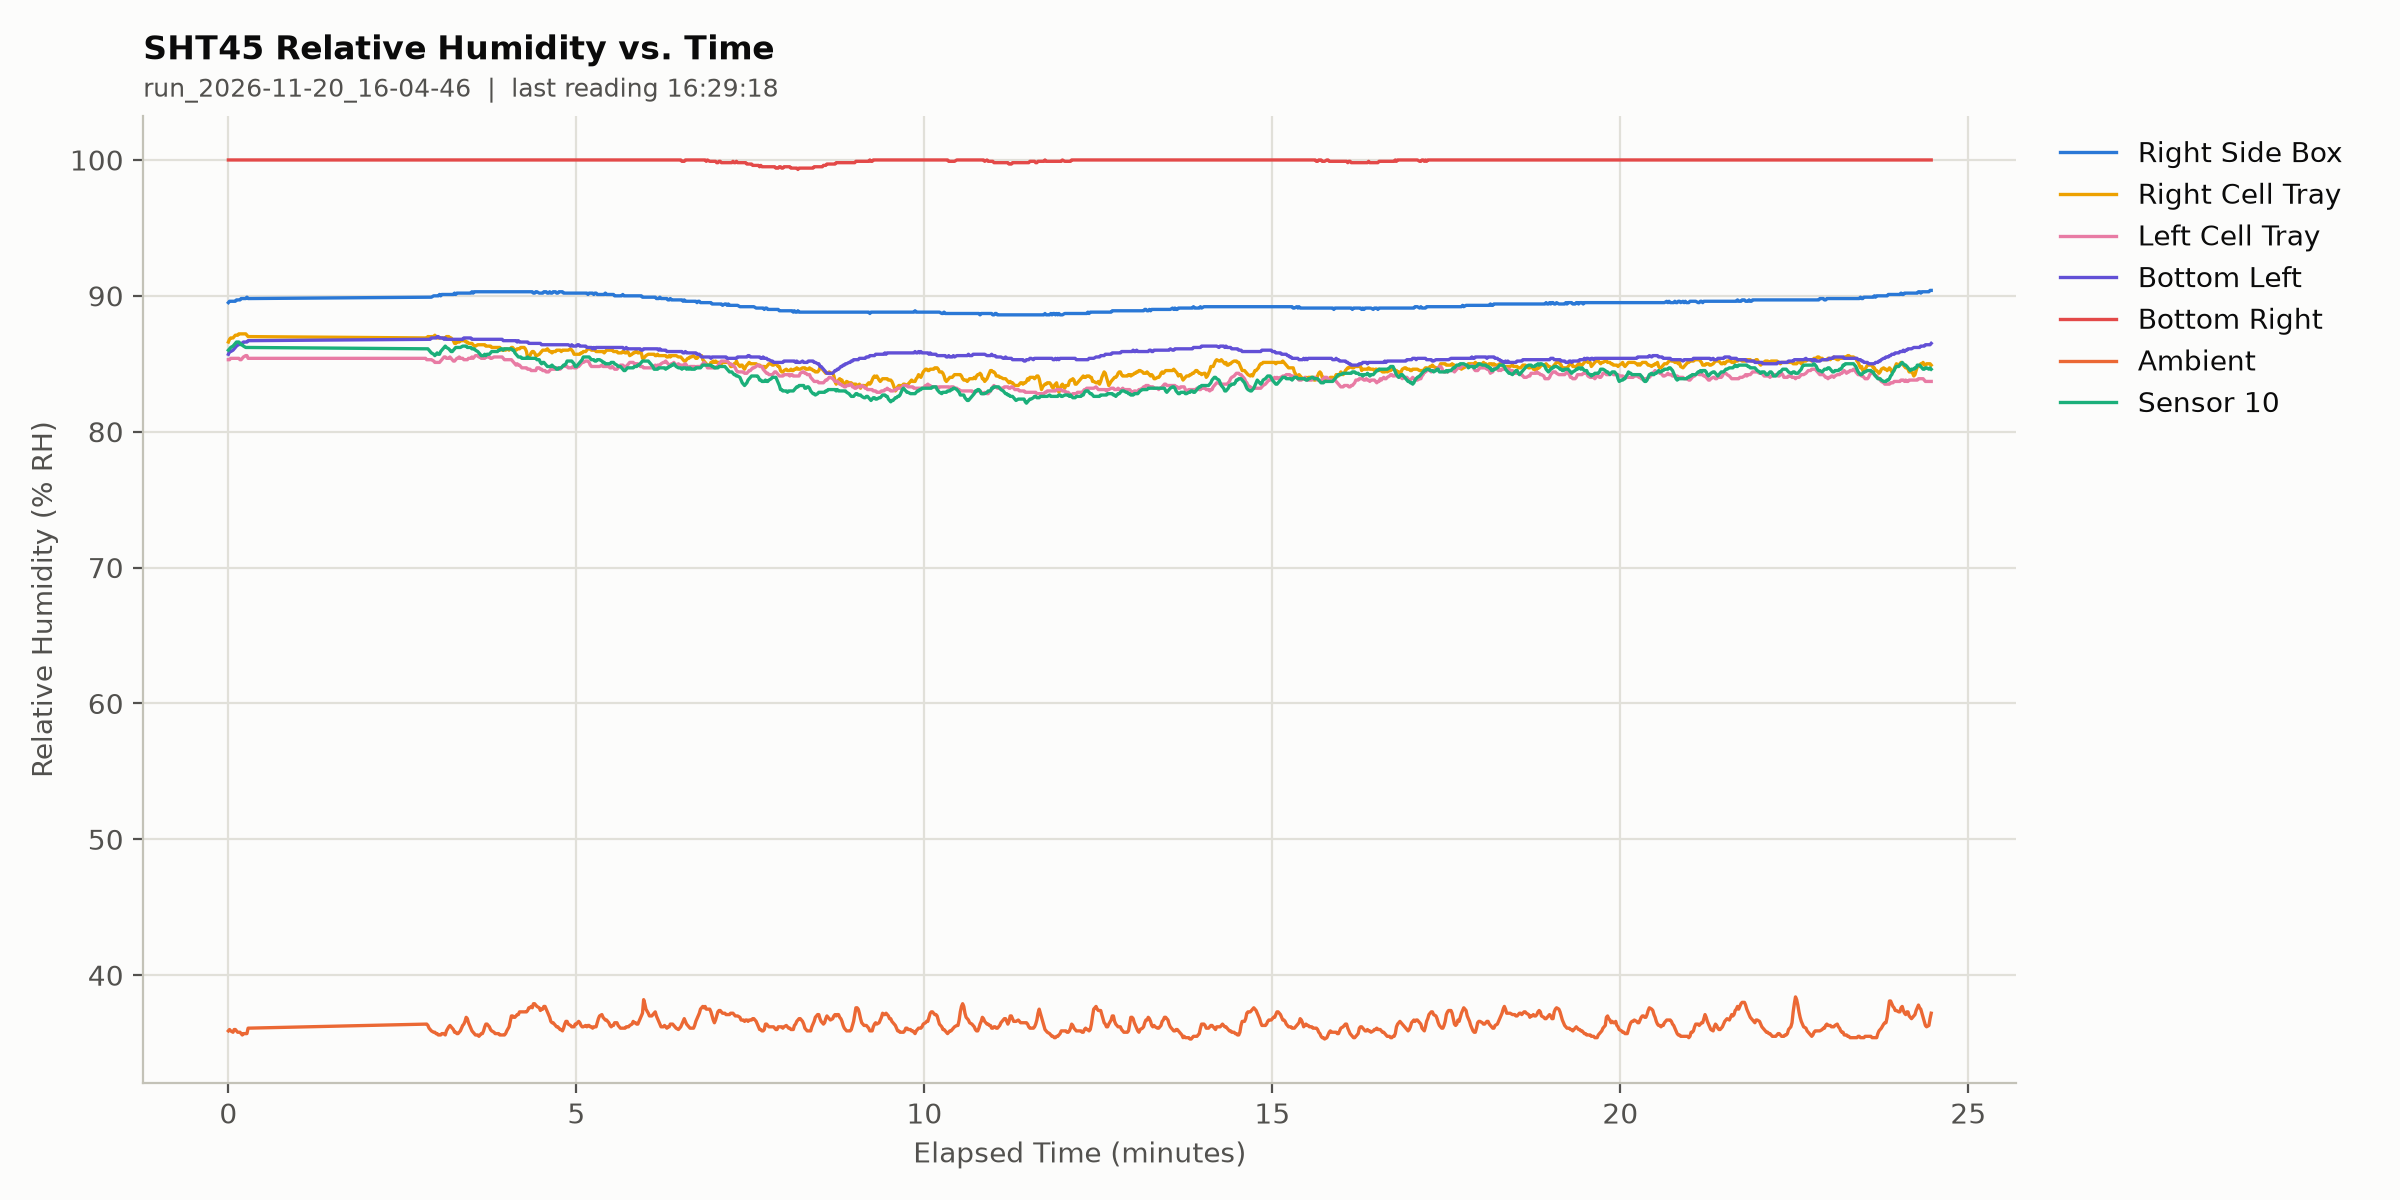 SHT45 Relative Humidity vs. Time
run_2026-11-20_16-04-46  |  last reading 16:29:18
Relative Humidity (% RH)
100
90
80
70
60
50
40
0
5
10
15
20
25
Elapsed Time (minutes)
Right Side Box
Right Cell Tray
Left Cell Tray
Bottom Left
Bottom Right
Ambient
Sensor 10